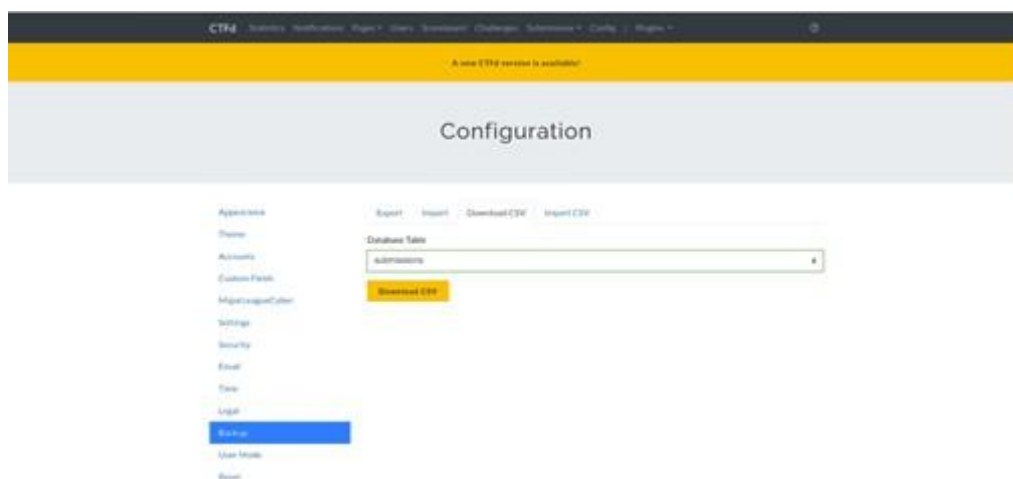 CTFd Statistics Notifications Pages Users Scoreboard Challenges Submissions Config | Plugins
A new CTFd version is available!
Configuration
Appearance
Theme
Accounts
Custom Fields
MajorLeagueCyber
Settings
Security
Email
Time
Legal
Backup
User Mode
Reset
Export Import Download CSV Import CSV
Database Table
submissions
Download CSV